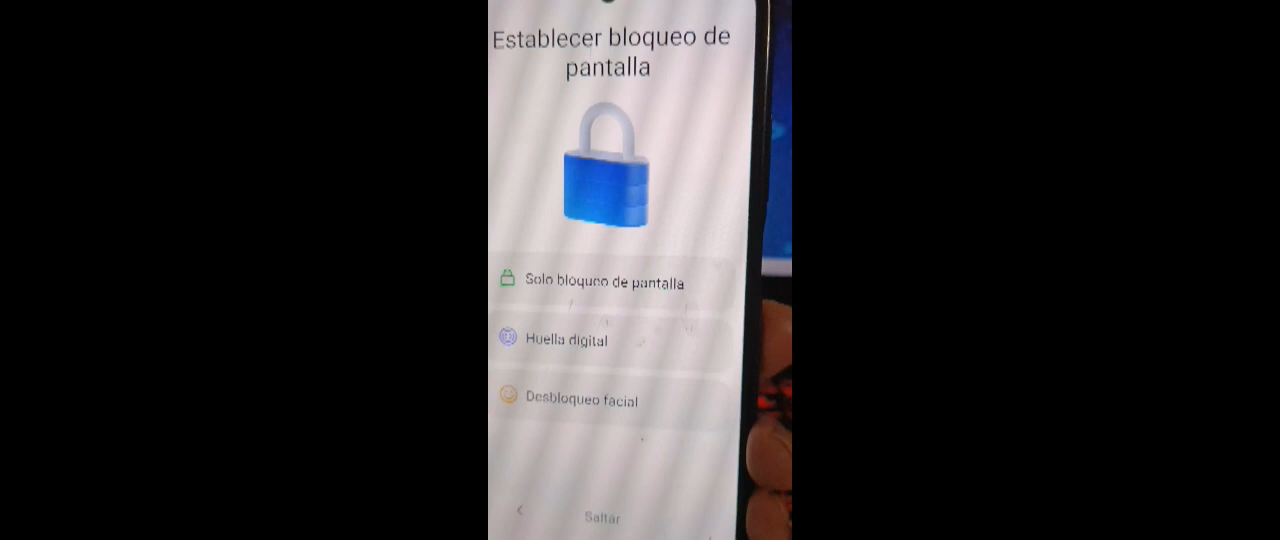 Establecer bloqueo de
pantalla
Solo bloqueo de pantalla
Huella digital
Desbloqueo facial
Saltar